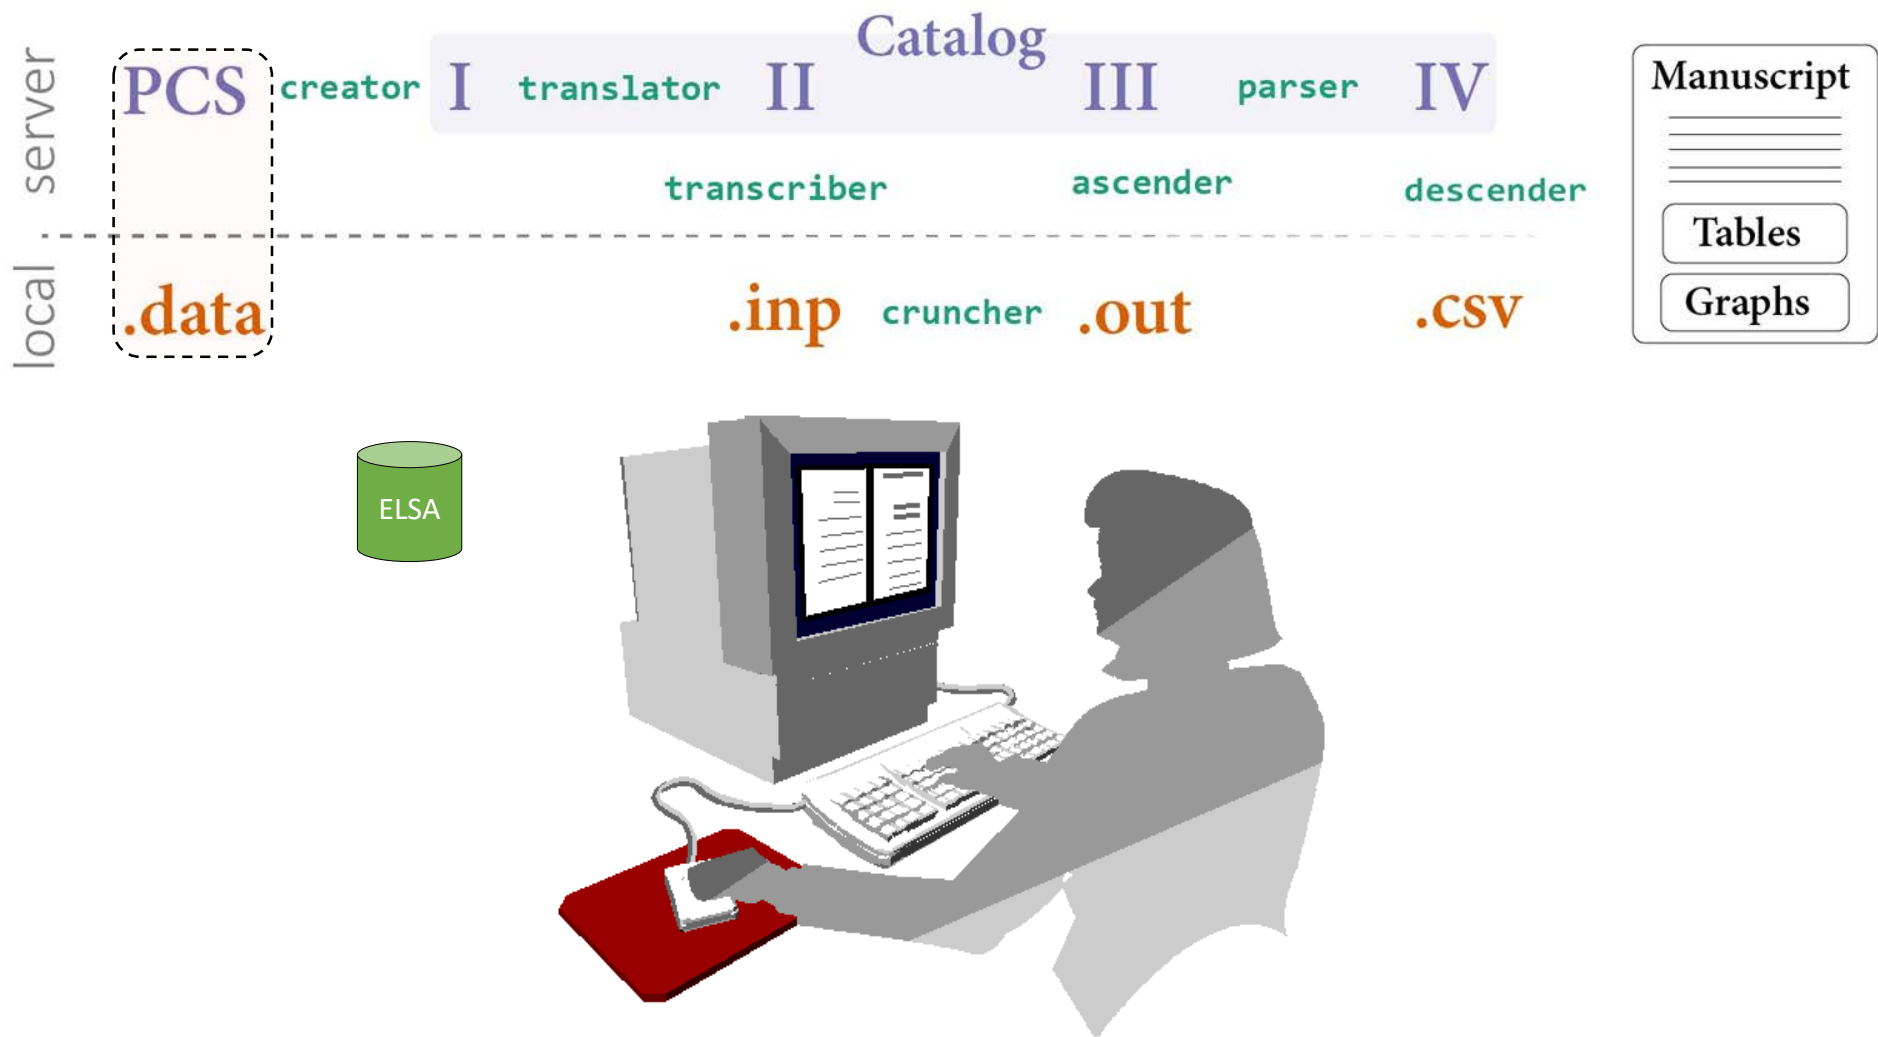 Catalog
server
PCS creator I translator II III parser IV
transcriber ascender descender
local
.data .inp cruncher .out .csv
Manuscript
Tables
Graphs
ELSA